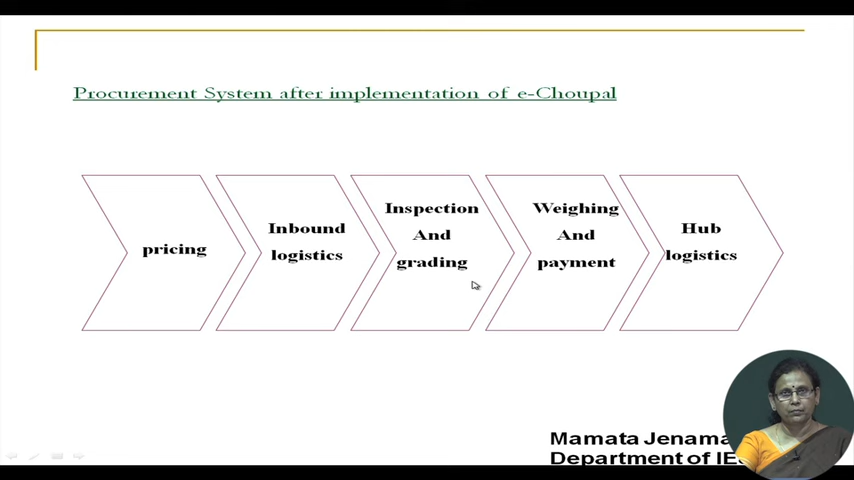 Procurement System after implementation of e-Choupal
pricing
Inbound
logistics
Inspection
And
grading
Weighing
And
payment
Hub
logistics
Mamata Jenama
Department of IE